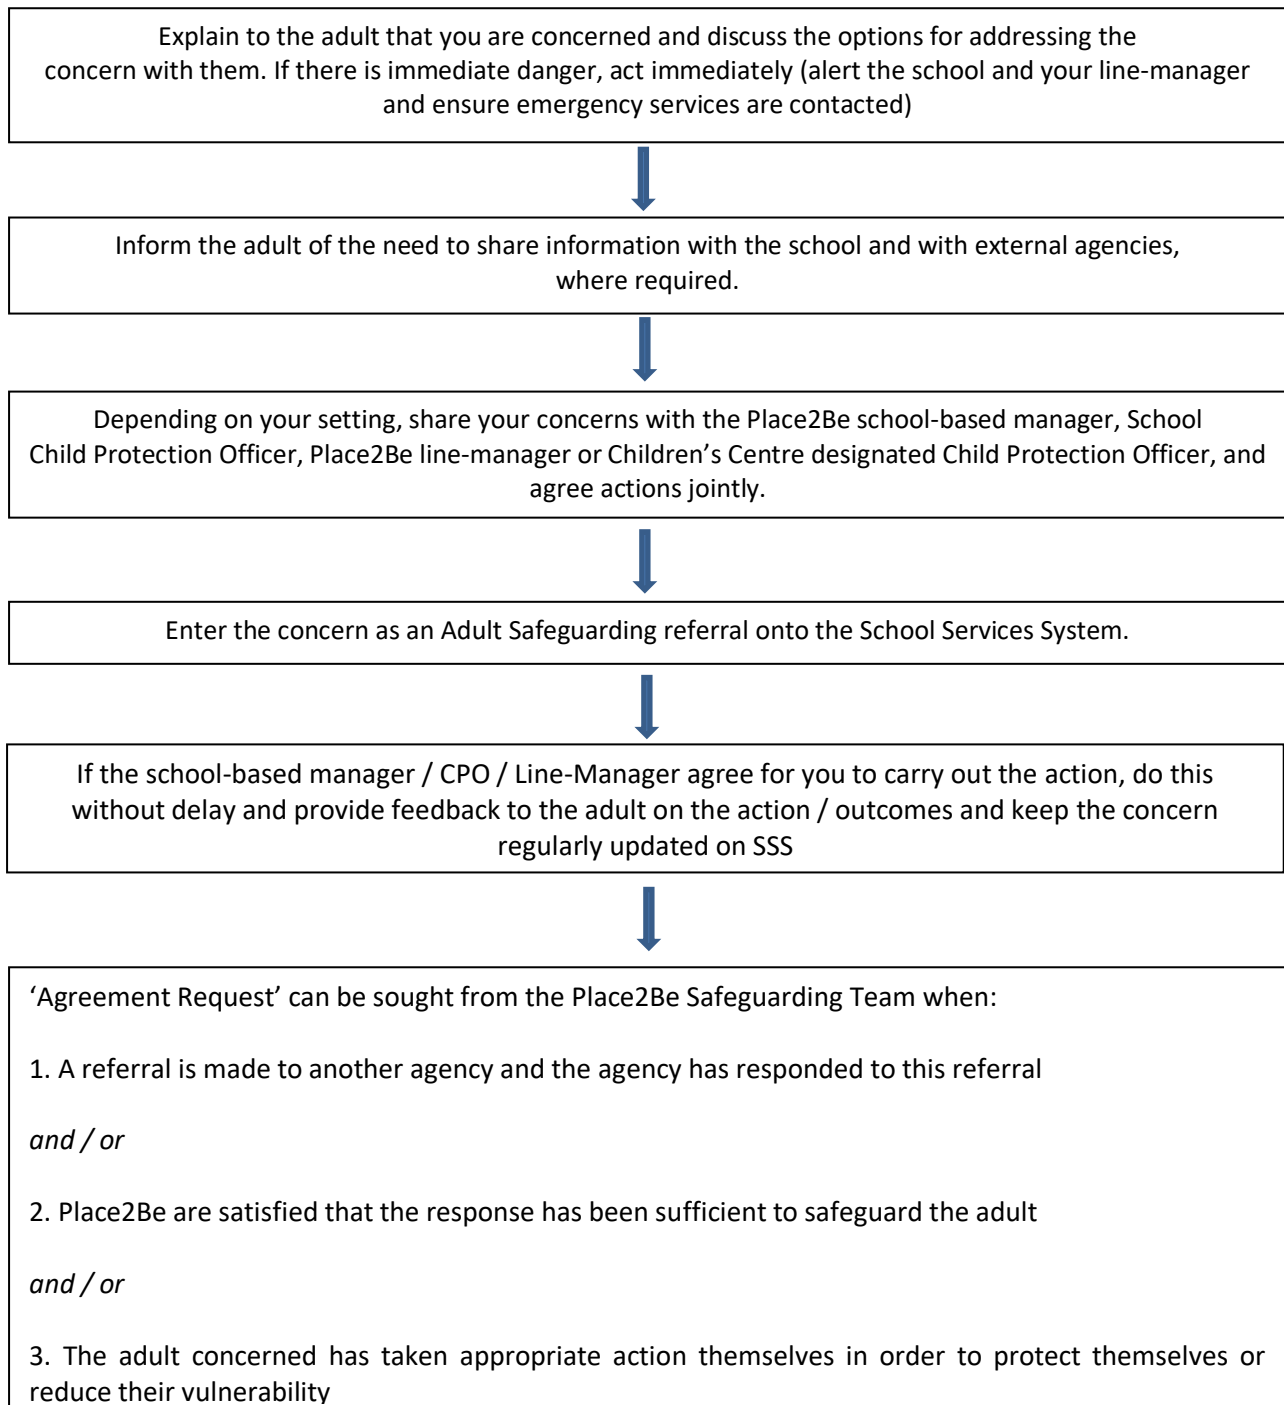 Explain to the adult that you are concerned and discuss the options for addressing the
concern with them. If there is immediate danger, act immediately (alert the school and your line-manager
and ensure emergency services are contacted)
Inform the adult of the need to share information with the school and with external agencies,
where required.
Depending on your setting, share your concerns with the Place2Be school-based manager, School
Child Protection Officer, Place2Be line-manager or Children’s Centre designated Child Protection Officer, and
agree actions jointly.
Enter the concern as an Adult Safeguarding referral onto the School Services System.
If the school-based manager / CPO / Line-Manager agree for you to carry out the action, do this
without delay and provide feedback to the adult on the action / outcomes and keep the concern
regularly updated on SSS
‘Agreement Request’ can be sought from the Place2Be Safeguarding Team when:
1. A referral is made to another agency and the agency has responded to this referral
and / or
2. Place2Be are satisfied that the response has been sufficient to safeguard the adult
and / or
3. The adult concerned has taken appropriate action themselves in order to protect themselves or
reduce their vulnerability